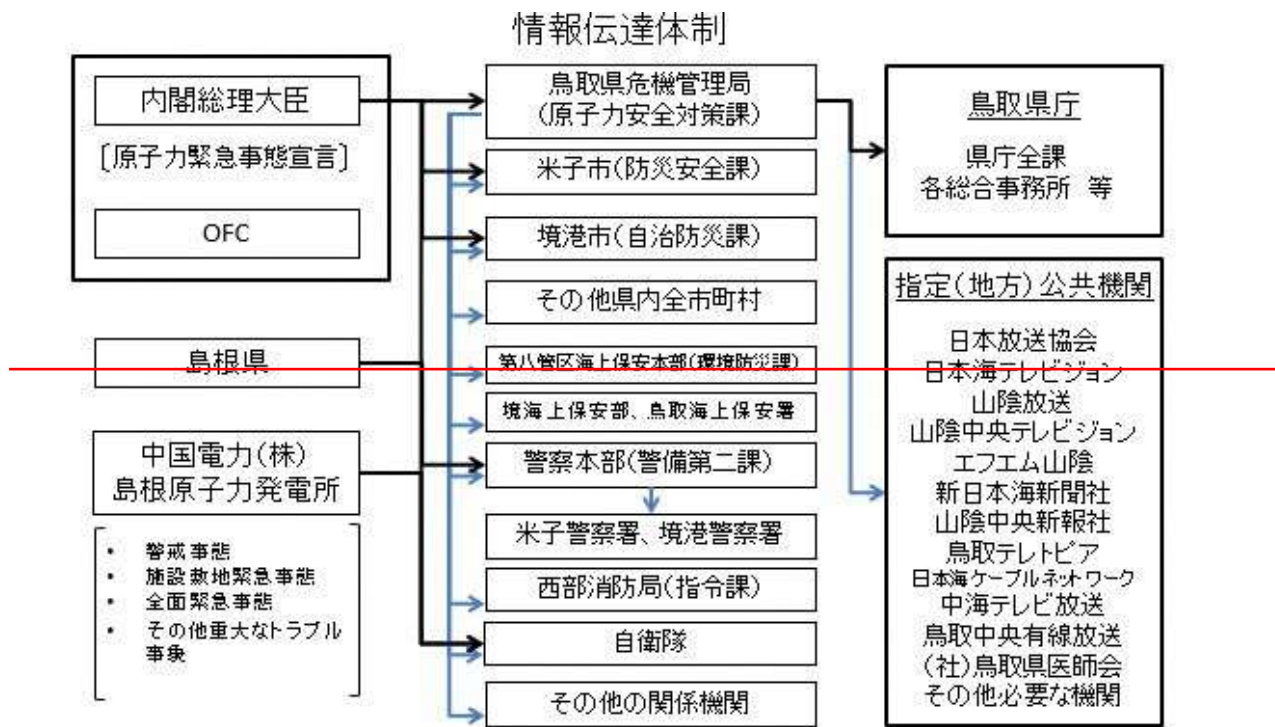 情報伝達体制
内閣総理大臣
[原子力緊急事態宣言]
OFC
島根県
中国電力(株)
島根原子力発電所
・ 警戒事態
・ 施設敷地緊急事態
・ 全面緊急事態
・ その他重大なトラブル
事象
鳥取県危機管理局
(原子力安全対策課)
米子市(防災安全課)
境港市(自治防災課)
その他県内全市町村
第八管区海上保安本部(環境防災課)
境海上保安部、鳥取海上保安署
警察本部(警備第二課)
米子警察署、境港警察署
西部消防局(指令課)
自衛隊
その他の関係機関
鳥取県庁
県庁全課
各総合事務所 等
指定(地方)公共機関
日本放送協会
日本海テレビジョン
山陰放送
山陰中央テレビジョン
エフエム山陰
新日本海新聞社
山陰中央新報社
鳥取テレトピア
日本海ケーブルネットワーク
中海テレビ放送
鳥取中央有線放送
(社)鳥取県医師会
その他必要な機関